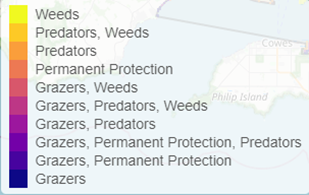 Weeds
Predators, Weeds
Predators
Permanent Protection
Grazers, Weeds
Grazers, Predators, Weeds
Grazers, Predators
Grazers, Permanent Protection, Predators
Grazers, Permanent Protection
Grazers
Cowes
Philip Island